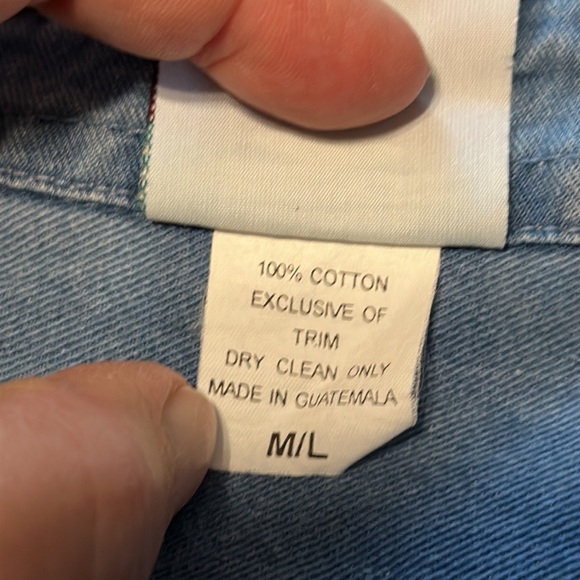 100% COTTON
EXCLUSIVE OF
TRIM
DRY CLEAN ONLY
MADE IN GUATEMALA
M/L